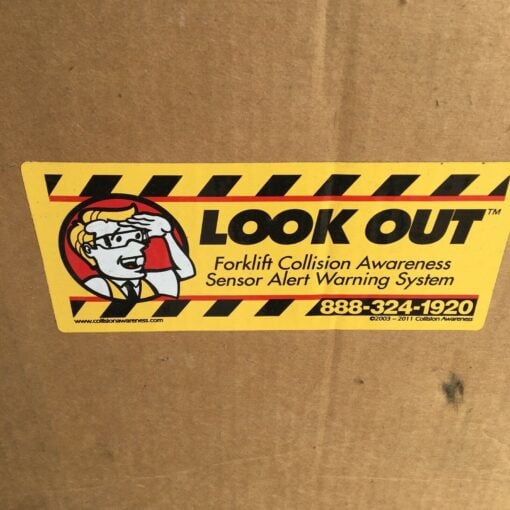 LOOK OUT™
Forklift Collision Awareness
Sensor Alert Warning System
888-324-1920
www.collisionawareness.com
©2003 – 2011 Collision Awareness